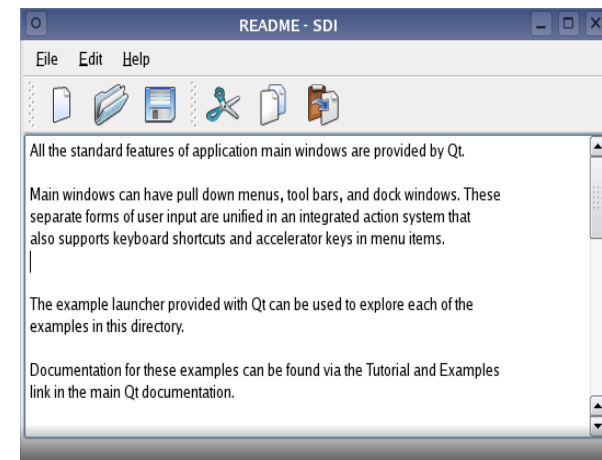 README - SDI
File Edit Help
All the standard features of application main windows are provided by Qt.
Main windows can have pull down menus, tool bars, and dock windows. These
separate forms of user input are unified in an integrated action system that
also supports keyboard shortcuts and accelerator keys in menu items.
The example launcher provided with Qt can be used to explore each of the
examples in this directory.
Documentation for these examples can be found via the Tutorial and Examples
link in the main Qt documentation.